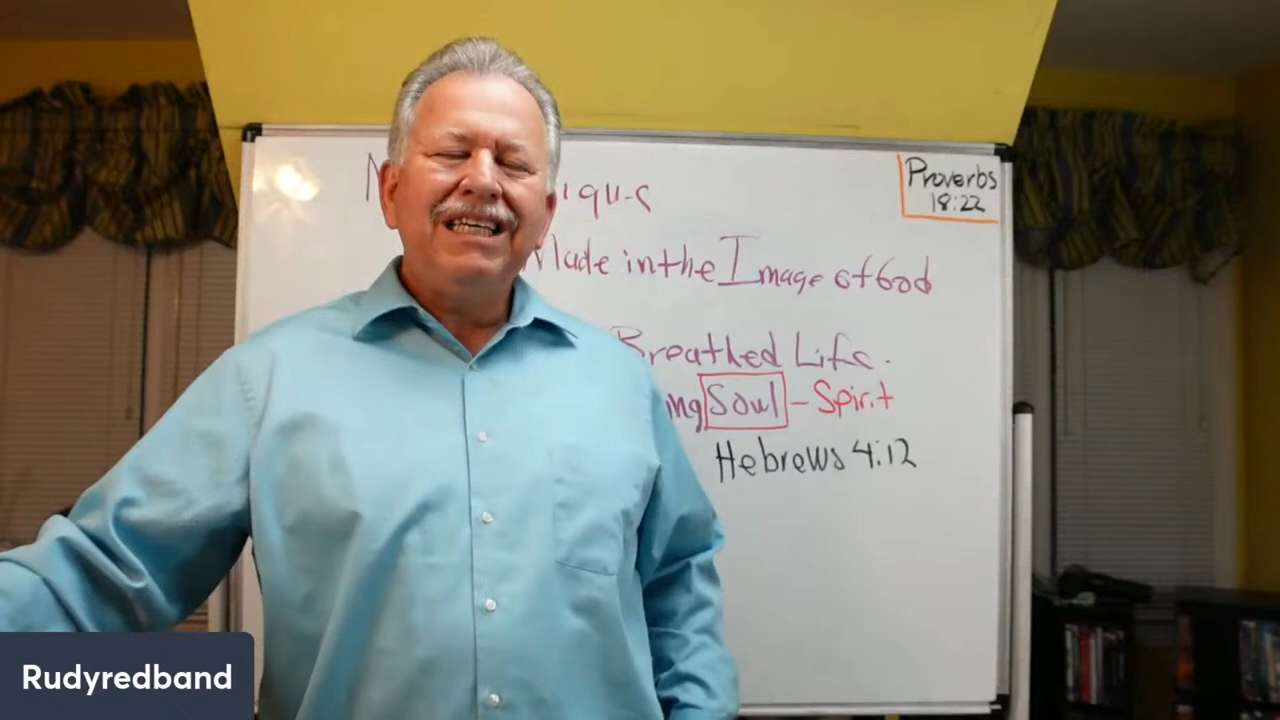 Proverbs
18:22
Made in the Image of God
Breathed Life.
Soul - Spirit
Hebrews 4:12
Rudyredband